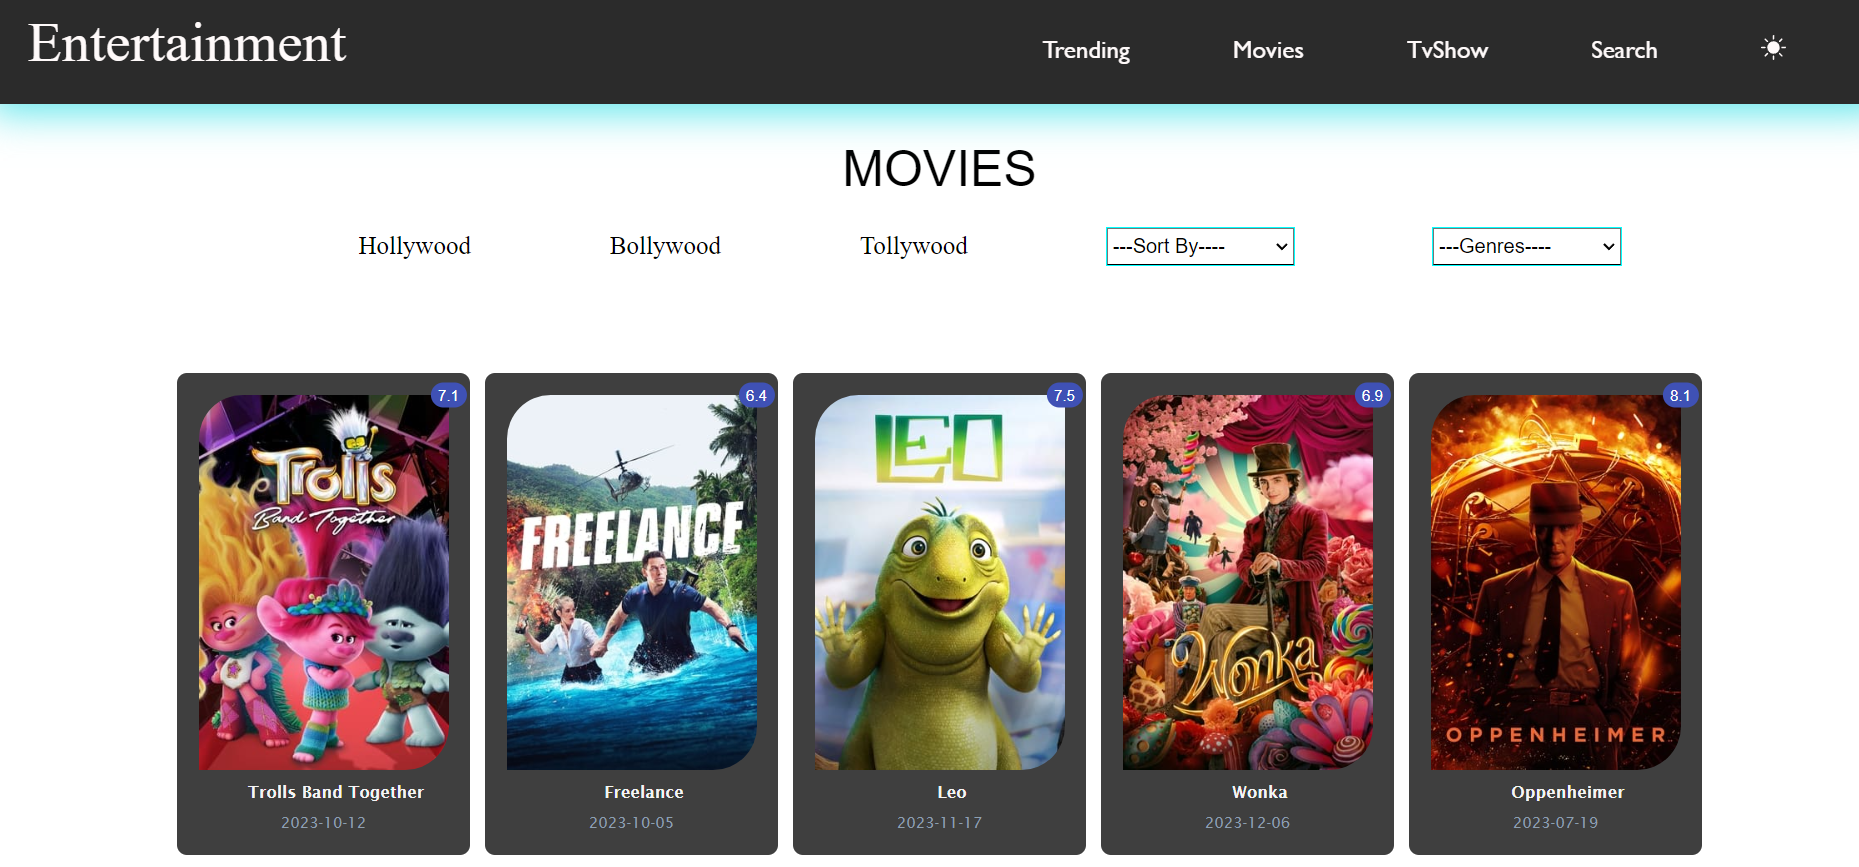 Entertainment Trending Movies TvShow Search
MOVIES
Hollywood Bollywood Tollywood ---Sort By---- ---Genres----
7.1 6.4 7.5 6.9 8.1
LEO
Trolls
Band Together
FREELANCE
Wonka
OPPENHEIMER
Trolls Band Together Freelance Leo Wonka Oppenheimer
2023-10-12 2023-10-05 2023-11-17 2023-12-06 2023-07-19